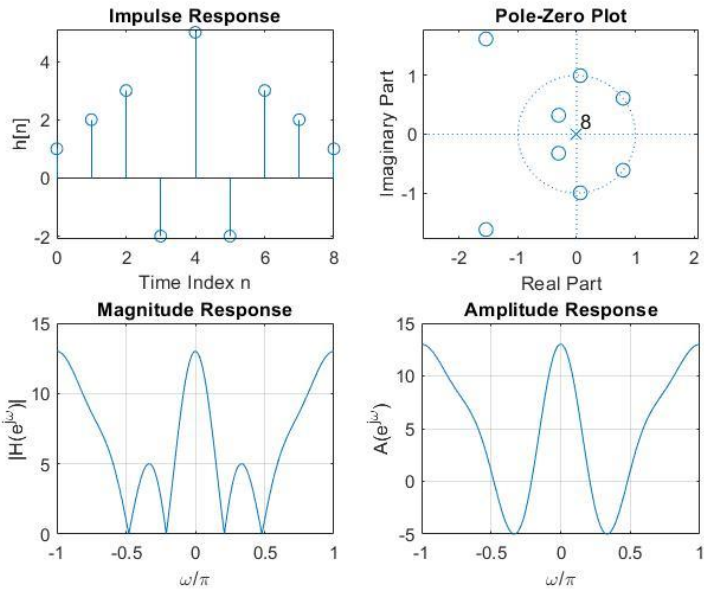 Impulse Response
h[n]
4
2
0
-2
0 2 4 6 8
Time Index n
Pole-Zero Plot
Imaginary Part
1
0
-1
8
-2 -1 0 1 2
Real Part
Magnitude Response
|H(e^{jω})|
15
10
5
0
-1 -0.5 0 0.5 1
ω/π
Amplitude Response
A(e^{jω})
15
10
5
0
-5
-1 -0.5 0 0.5 1
ω/π